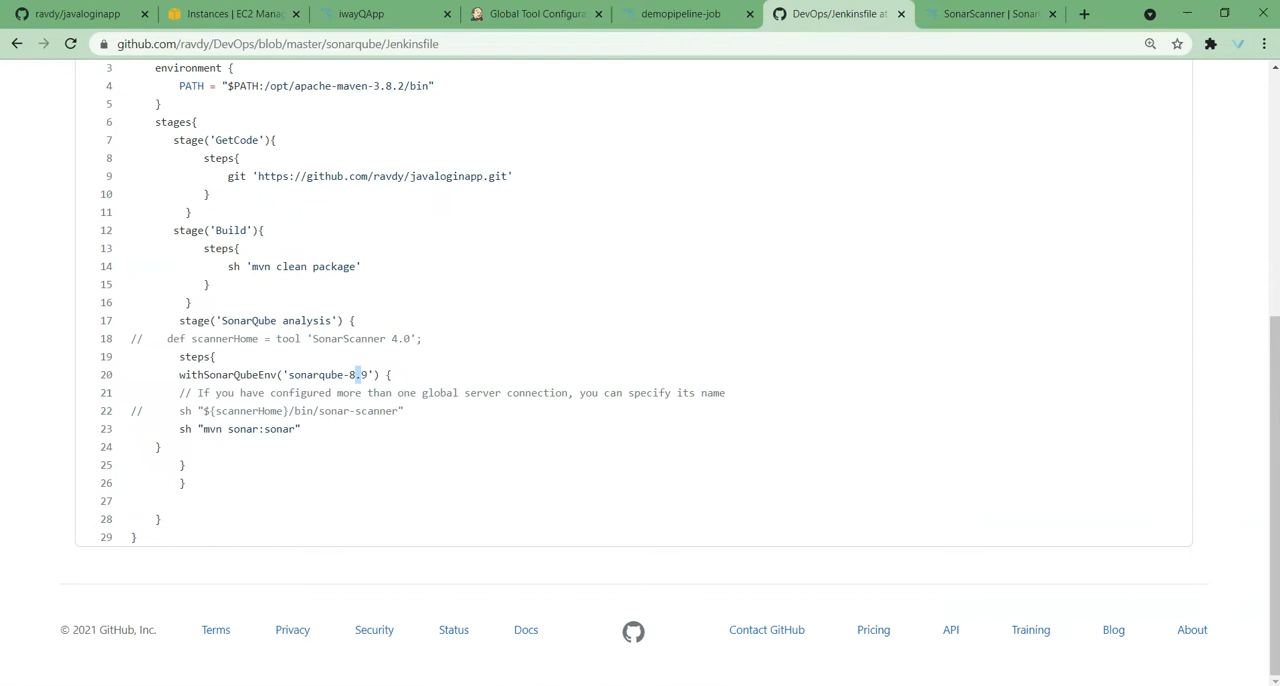 ravdy/javaloginapp
Instances | EC2 Mana
iwayQApp
Global Tool Configura
demopipeline-job
DevOps/Jenkinsfile at
SonarScanner | Sonar
github.com/ravdy/DevOps/blob/master/sonarqube/Jenkinsfile
3 environment {
4 PATH = "$PATH:/opt/apache-maven-3.8.2/bin"
5 }
6 stages{
7 stage('GetCode'){
8 steps{
9 git 'https://github.com/ravdy/javaloginapp.git'
10 }
11 }
12 stage('Build'){
13 steps{
14 sh 'mvn clean package'
15 }
16 }
17 stage('SonarQube analysis') {
18 // def scannerHome = tool 'SonarScanner 4.0';
19 steps{
20 withSonarQubeEnv('sonarqube-8.9') {
21 // If you have configured more than one global server connection, you can specify its name
22 // sh "${scannerHome}/bin/sonar-scanner"
23 sh "mvn sonar:sonar"
24 }
25 }
26 }
27
28 }
29 }
© 2021 GitHub, Inc. Terms Privacy Security Status Docs Contact GitHub Pricing API Training Blog About